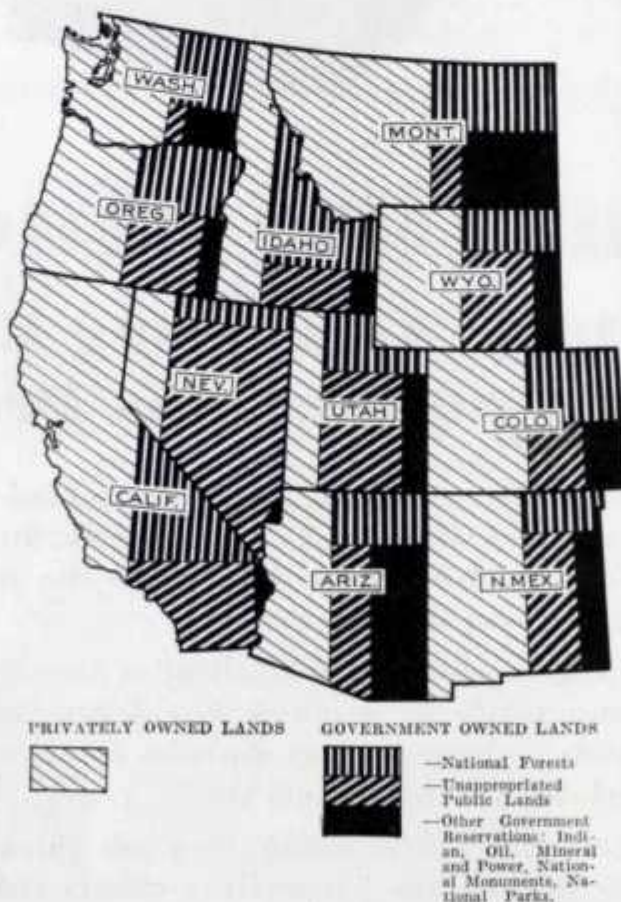 WASH.
MONT.
OREG.
IDAHO
WYO.
NEV.
UTAH
COLO.
CALIF.
ARIZ.
N.MEX.
PRIVATELY OWNED LANDS
GOVERNMENT OWNED LANDS
—National Forests
—Unappropriated
Public Lands
—Other Government
Reservations: Indi-
an, Oil, Mineral
and Power, Nation-
al Monuments, Na-
tional Parks.